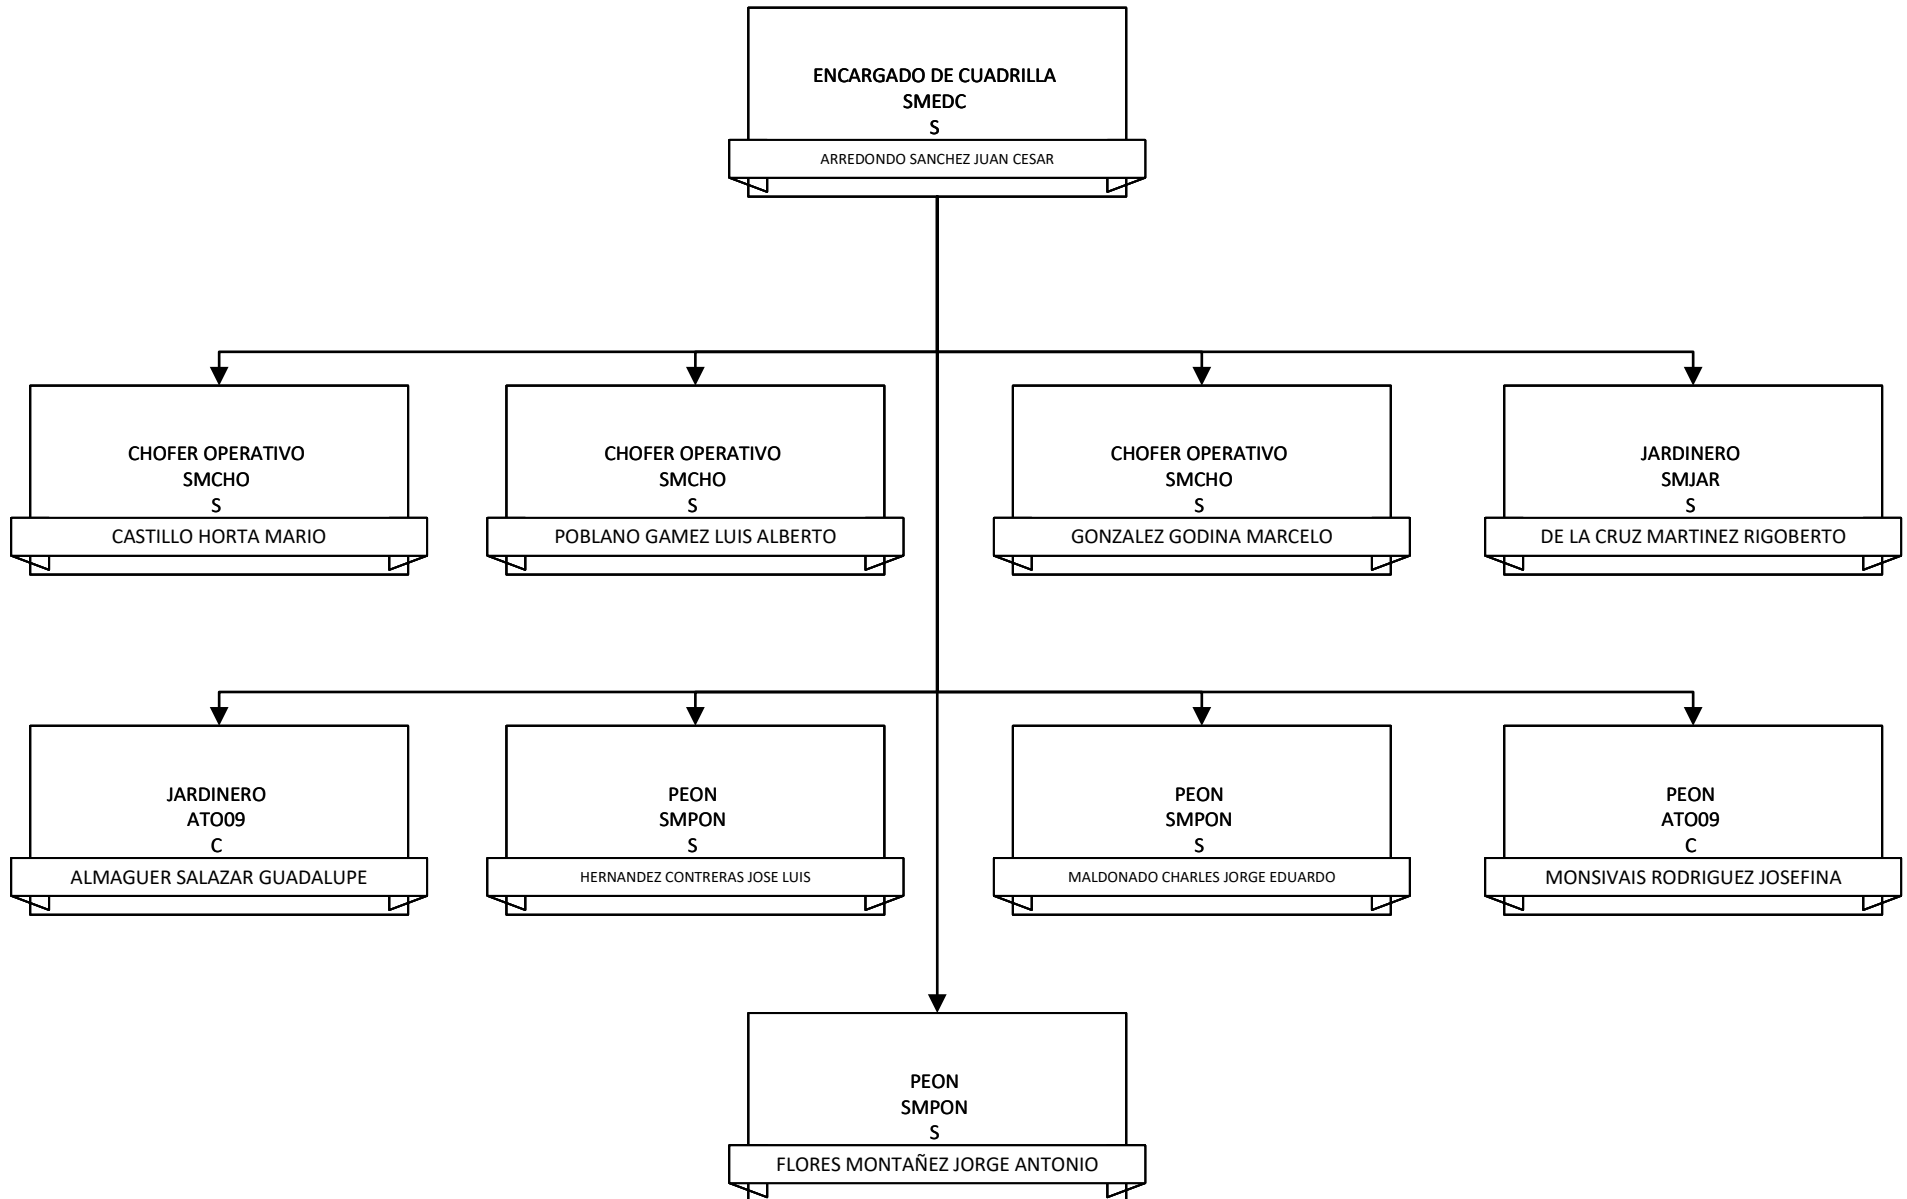 ENCARGADO DE CUADRILLA
SMEDC
S
ARREDONDO SANCHEZ JUAN CESAR
CHOFER OPERATIVO
SMCHO
S
CASTILLO HORTA MARIO
CHOFER OPERATIVO
SMCHO
S
POBLANO GAMEZ LUIS ALBERTO
CHOFER OPERATIVO
SMCHO
S
GONZALEZ GODINA MARCELO
JARDINERO
SMJAR
S
DE LA CRUZ MARTINEZ RIGOBERTO
JARDINERO
ATO09
C
ALMAGUER SALAZAR GUADALUPE
PEON
SMPON
S
HERNANDEZ CONTRERAS JOSE LUIS
PEON
SMPON
S
MALDONADO CHARLES JORGE EDUARDO
PEON
ATO09
C
MONSIVAIS RODRIGUEZ JOSEFINA
PEON
SMPON
S
FLORES MONTAÑEZ JORGE ANTONIO